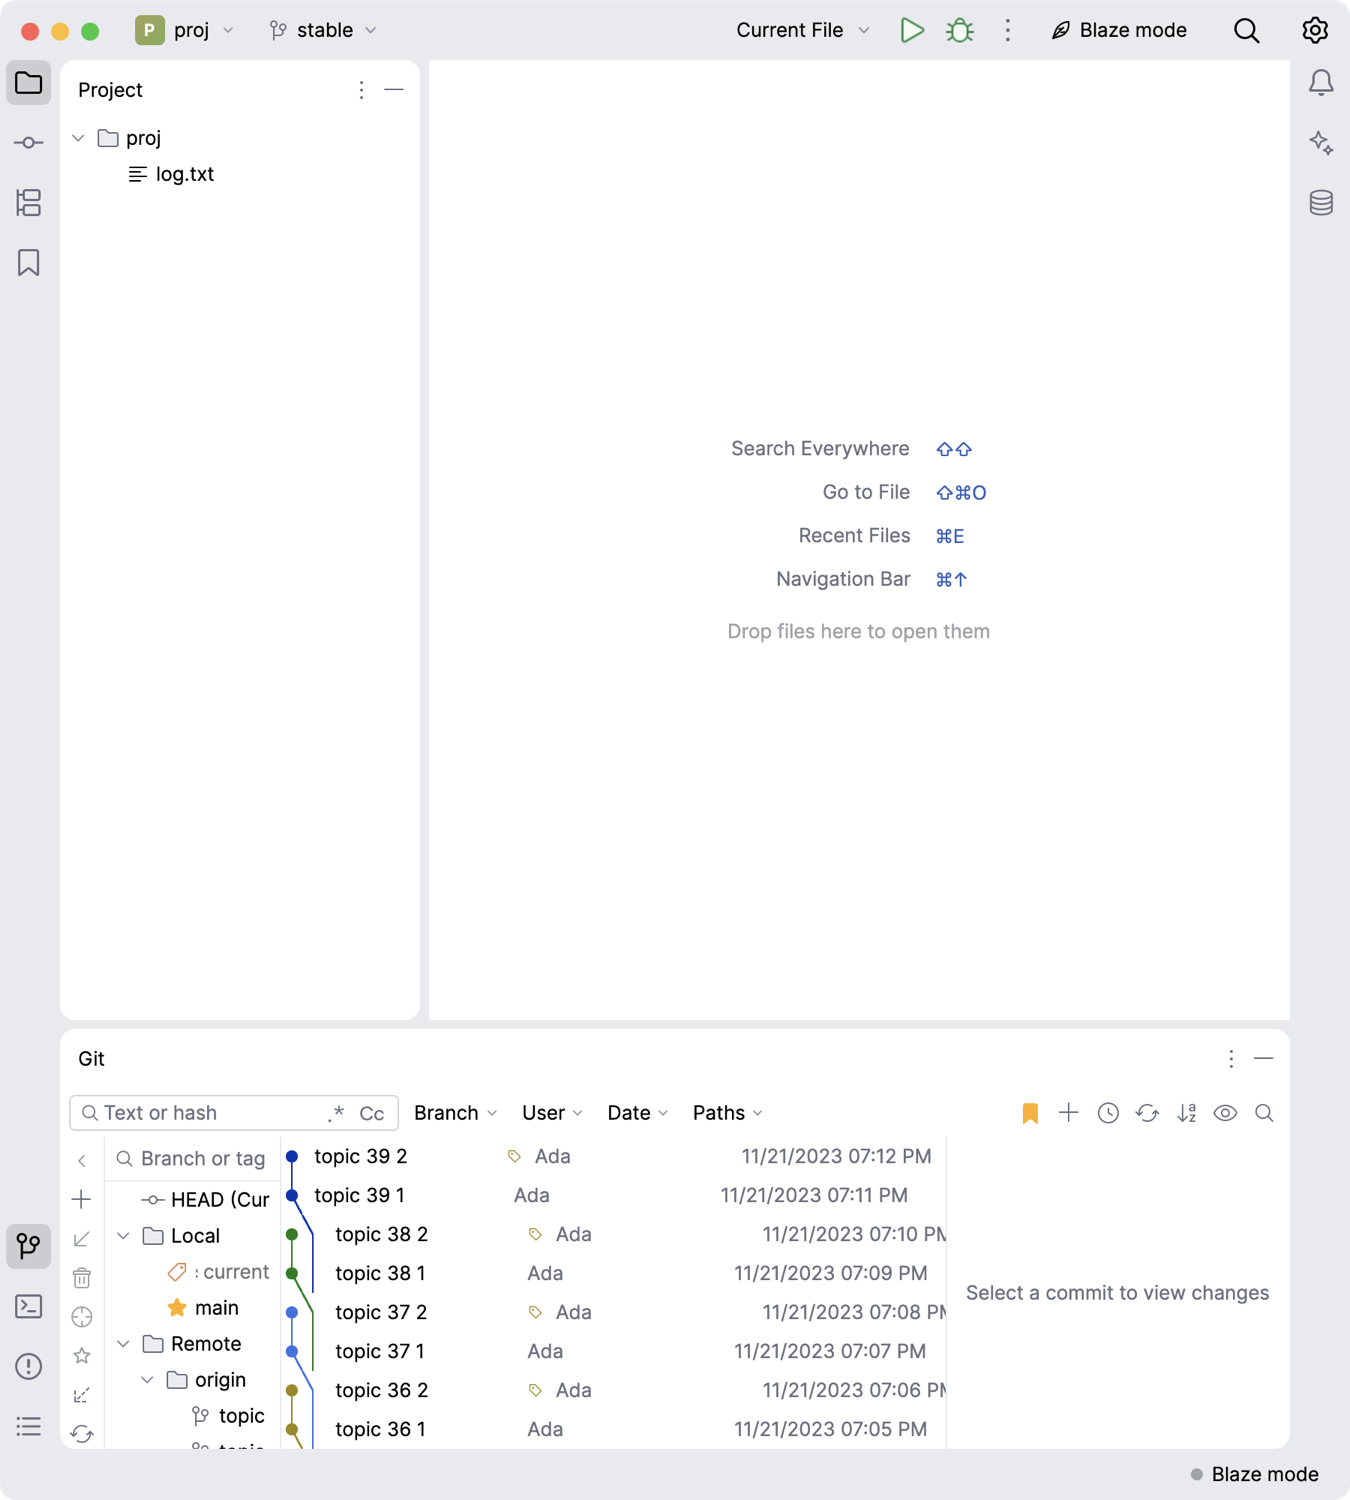 P proj stable Current File Blaze mode
Project
proj
log.txt
Search Everywhere ⇧⇧
Go to File ⇧⌘O
Recent Files ⌘E
Navigation Bar ⌘↑
Drop files here to open them
Git
Text or hash .* Cc Branch User Date Paths
Branch or tag
HEAD (Cur
Local
current
main
Remote
origin
topic
topic 39 2 Ada 11/21/2023 07:12 PM
topic 39 1 Ada 11/21/2023 07:11 PM
topic 38 2 Ada 11/21/2023 07:10 PM
topic 38 1 Ada 11/21/2023 07:09 PM
topic 37 2 Ada 11/21/2023 07:08 PM
topic 37 1 Ada 11/21/2023 07:07 PM
topic 36 2 Ada 11/21/2023 07:06 PM
topic 36 1 Ada 11/21/2023 07:05 PM
Select a commit to view changes
Blaze mode